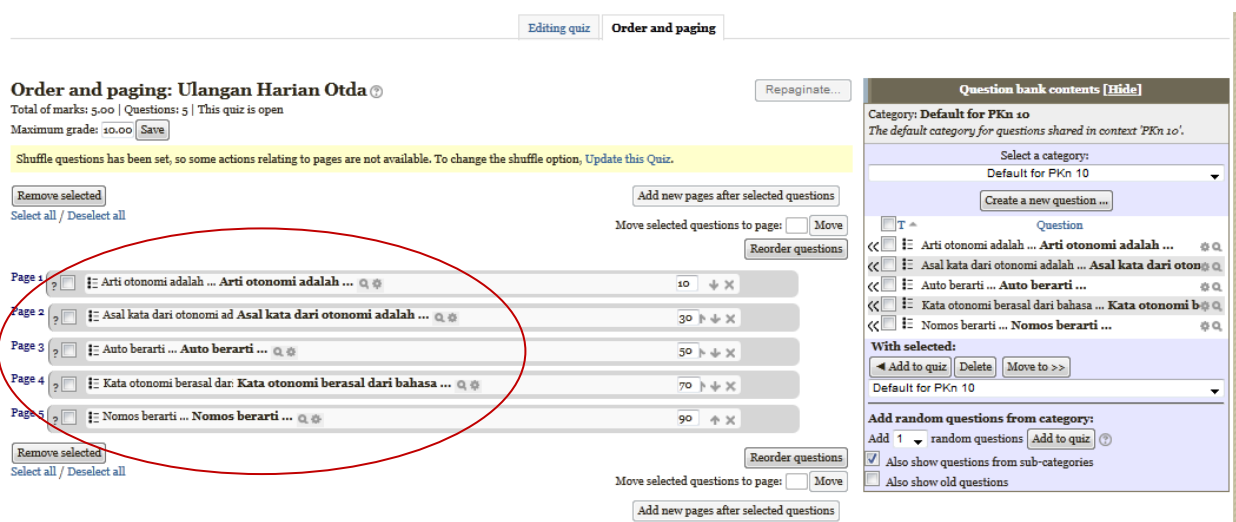 Editing quiz Order and paging
Order and paging: Ulangan Harian Otda
Repaginate...
Total of marks: 5.00 | Questions: 5 | This quiz is open
Maximum grade: 10.00 Save
Shuffle questions has been set, so some actions relating to pages are not available. To change the shuffle option, Update this Quiz.
Remove selected
Add new pages after selected questions
Select all / Deselect all
Move selected questions to page: Move
Reorder questions
Page 1 ? Arti otonomi adalah ... Arti otonomi adalah ... 10
Page 2 ? Asal kata dari otonomi ad Asal kata dari otonomi adalah ... 30
Page 3 ? Auto berarti ... Auto berarti ... 50
Page 4 ? Kata otonomi berasal dar: Kata otonomi berasal dari bahasa ... 70
Page 5 ? Nomos berarti ... Nomos berarti ... 90
Remove selected
Reorder questions
Select all / Deselect all
Move selected questions to page: Move
Add new pages after selected questions
Question bank contents [Hide]
Category: Default for PKn 10
The default category for questions shared in context 'PKn 10'.
Select a category:
Default for PKn 10
Create a new question ...
T Question
Arti otonomi adalah ... Arti otonomi adalah ...
Asal kata dari otonomi adalah ... Asal kata dari oton
Auto berarti ... Auto berarti ...
Kata otonomi berasal dari bahasa ... Kata otonomi b
Nomos berarti ... Nomos berarti ...
With selected:
◄ Add to quiz Delete Move to >>
Default for PKn 10
Add random questions from category:
Add 1 random questions Add to quiz
Also show questions from sub-categories
Also show old questions